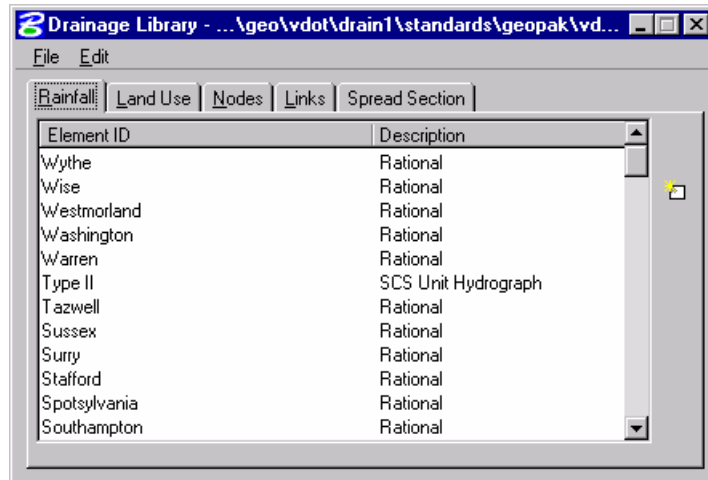 Drainage Library - ...\geo\vdot\drain1\standards\geopak\vd...
File Edit
Rainfall Land Use Nodes Links Spread Section
Element ID Description
Wythe Rational
Wise Rational
Westmorland Rational
Washington Rational
Warren Rational
Type II SCS Unit Hydrograph
Tazwell Rational
Sussex Rational
Surry Rational
Stafford Rational
Spotsylvania Rational
Southampton Rational